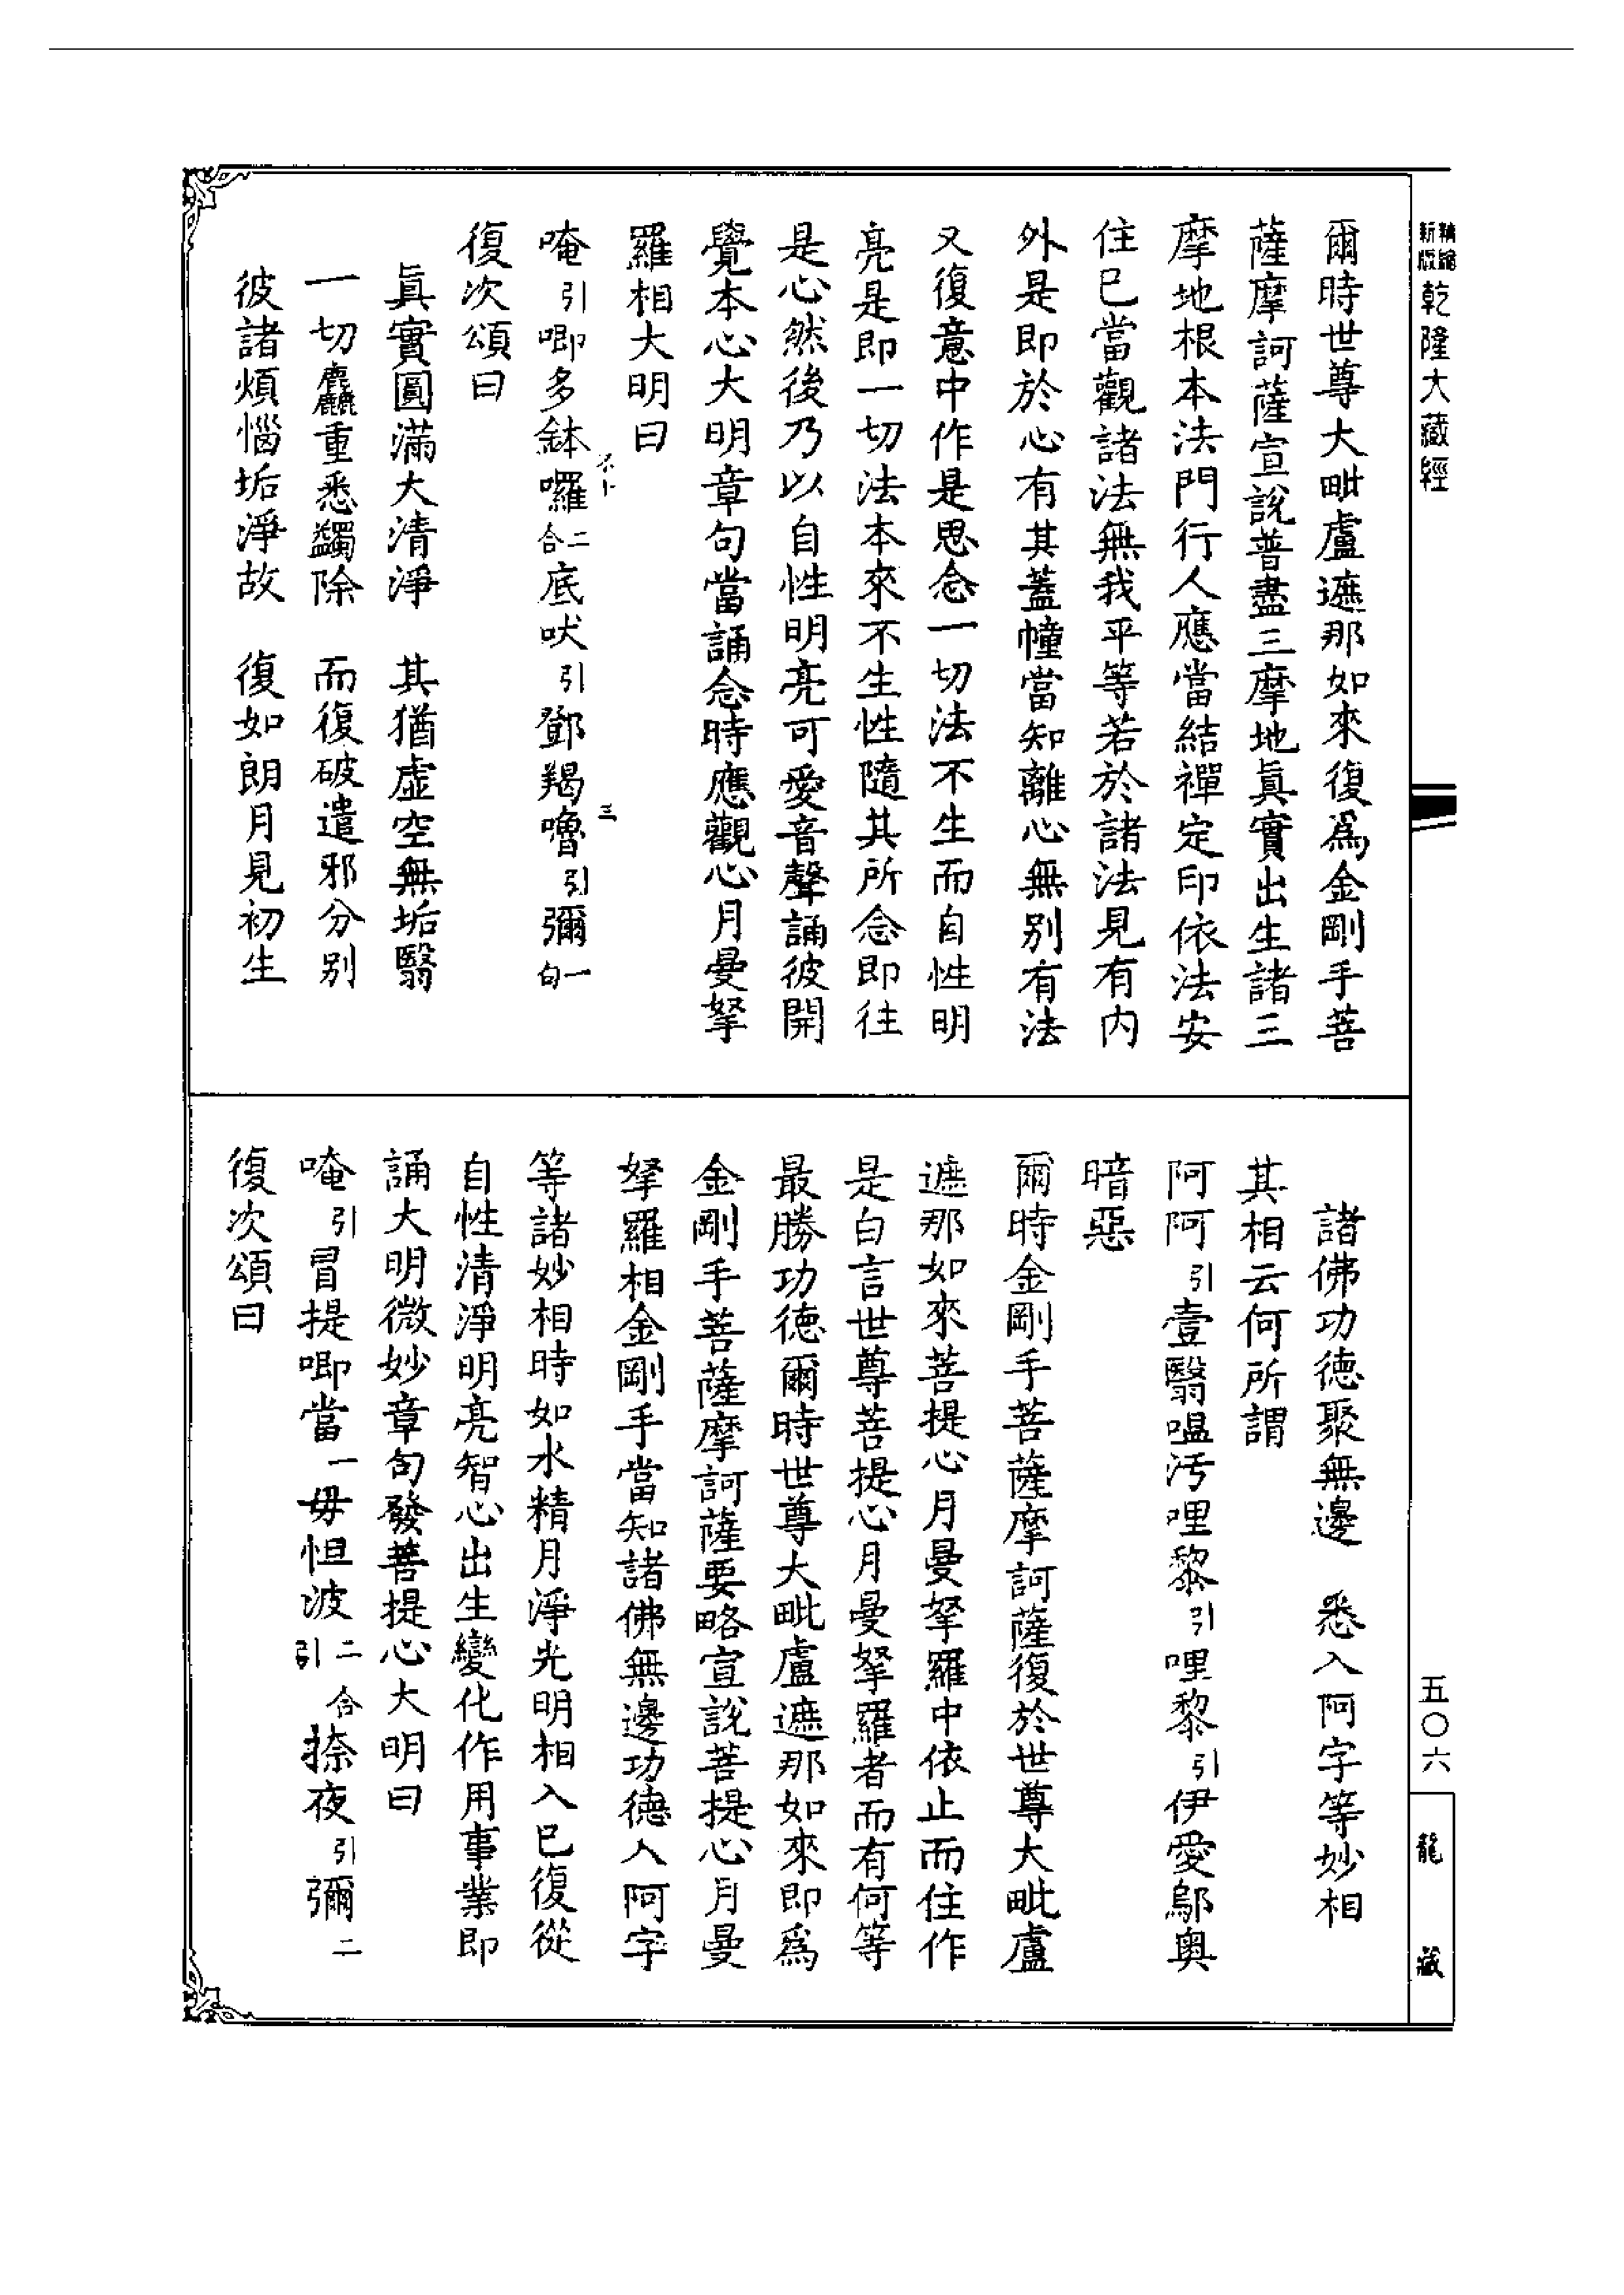 新版乾隆大藏經
爾時世尊大毗盧遮那如來復爲金剛手菩
薩摩訶薩宣說普盡三摩地眞實出生諸三
摩地根本法門行人應當結禪定印依法安
住已當觀諸法無我平等若於諸法見有內
外是即於心有其蓋幢當知離心無别有法
又復意中作是思念一切法不生而自性明
亮是即一切法本來不生性隨其所念即往
是心然後乃以自性明亮可愛音聲誦彼開
覺本心大明章句當誦念時應觀心月曼拏
羅相大明曰
唵引唧多鉢囉二合底吠引鄧羯嚕引彌一句
復次頌曰
眞實圓滿大清淨　其猶虛空無垢翳
一切麤重悉蠲除　而復破遣邪分别
彼諸煩惱垢淨故　復如朗月見初生
不十
三
諸佛功德聚無邊　悉入阿字等妙相
其相云何所謂
阿阿引壹翳嗢汚哩黎引哩黎引伊愛鄔奥
暗惡
爾時金剛手菩薩摩訶薩復於世尊大毗盧
遮那如來菩提心月曼拏羅中依止而住作
是白言世尊菩提心月曼拏羅者而有何等
最勝功德爾時世尊大毗盧遮那如來即爲
金剛手菩薩摩訶薩要略宣說菩提心月曼
拏羅相金剛手當知諸佛無邊功德入阿字
等諸妙相時如水精月淨光明相入已復從
自性清淨明亮智心出生變化作用事業即
誦大明微妙章句發菩提心大明曰
唵引冒提唧當一毋怛波二合引捺夜引彌二
復次頌曰
五〇六
龍藏